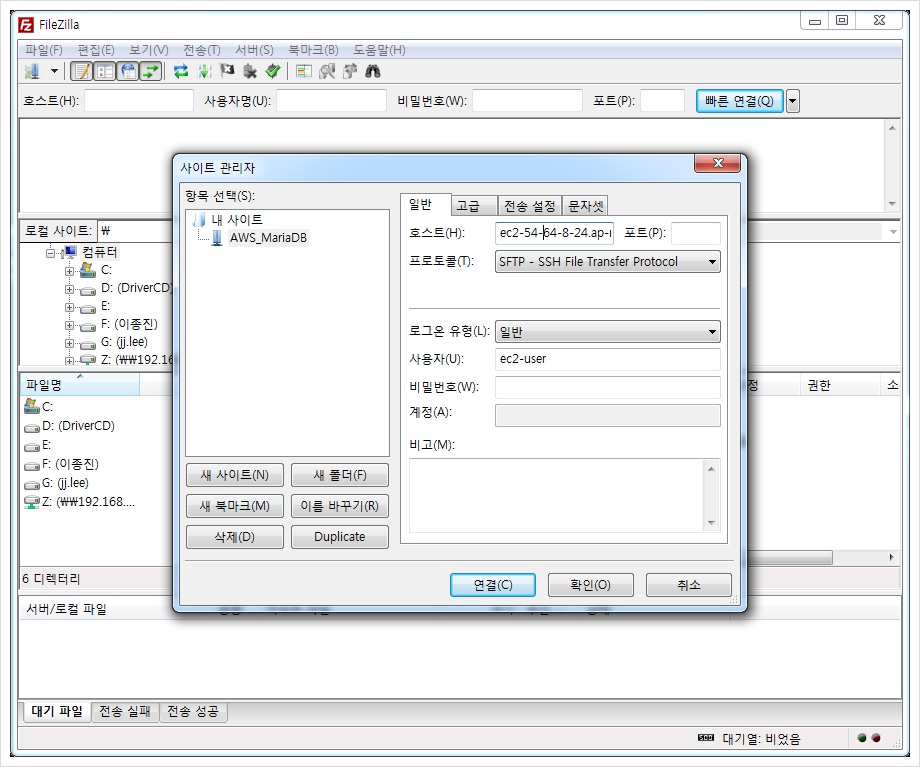 FileZilla
파일(F) 편집(E) 보기(V) 전송(T) 서버(S) 북마크(B) 도움말(H)
호스트(H): 사용자명(U): 비밀번호(W): 포트(P): 빠른 연결(Q)
사이트 관리자
항목 선택(S):
내 사이트
AWS_MariaDB
새 사이트(N) 새 폴더(F)
새 북마크(M) 이름 바꾸기(R)
삭제(D) Duplicate
일반 고급 전송 설정 문자셋
호스트(H): ec2-54-64-8-24.ap- 포트(P):
프로토콜(T): SFTP - SSH File Transfer Protocol
로그온 유형(L): 일반
사용자(U): ec2-user
비밀번호(W):
계정(A):
비고(M):
연결(C) 확인(O) 취소
로컬 사이트: ₩
컴퓨터
C:
D: (DriverCD)
E:
F: (이종진)
G: (jj.lee)
Z: (₩₩192.16
파일명 정 권한 소
C:
D: (DriverCD)
E:
F: (이종진)
G: (jj.lee)
Z: (₩₩192.168....
6 디렉터리
서버/로컬 파일
대기 파일 전송 실패 전송 성공
대기열: 비었음